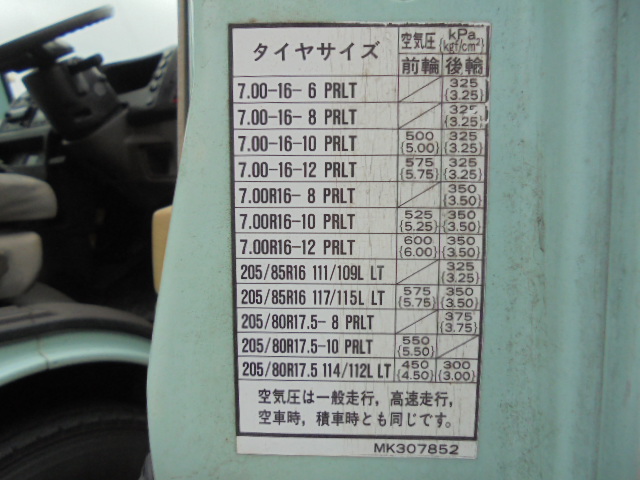 タイヤサイズ 空気圧 kPa {kgf/cm²}
前輪 後輪
7.00-16- 6 PRLT 325 {3.25}
7.00-16- 8 PRLT 325 {3.25}
7.00-16-10 PRLT 500 {5.00} 325 {3.25}
7.00-16-12 PRLT 575 {5.75} 325 {3.25}
7.00R16- 8 PRLT 350 {3.50}
7.00R16-10 PRLT 525 {5.25} 350 {3.50}
7.00R16-12 PRLT 600 {6.00} 350 {3.50}
205/85R16 111/109L LT 325 {3.25}
205/85R16 117/115L LT 575 {5.75} 350 {3.50}
205/80R17.5- 8 PRLT 375 {3.75}
205/80R17.5-10 PRLT 550 {5.50}
205/80R17.5 114/112L LT 450 {4.50} 300 {3.00}
空気圧は一般走行，高速走行，
空車時，積車時とも同じです。
MK307852